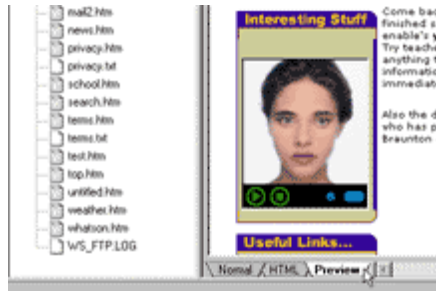 mail2.htm
news.htm
privacy.htm
privacy.txt
school.htm
search.htm
terms.htm
terms.txt
test.htm
top.htm
untitled.htm
weather.htm
whatson.htm
WS_FTP.LOG
Interesting Stuff
Useful Links...
Come bac
finished s
enable's y
Try teache
anything t
informatio
immediat
Also the d
who has p
Braunton
Normal
HTML
Preview